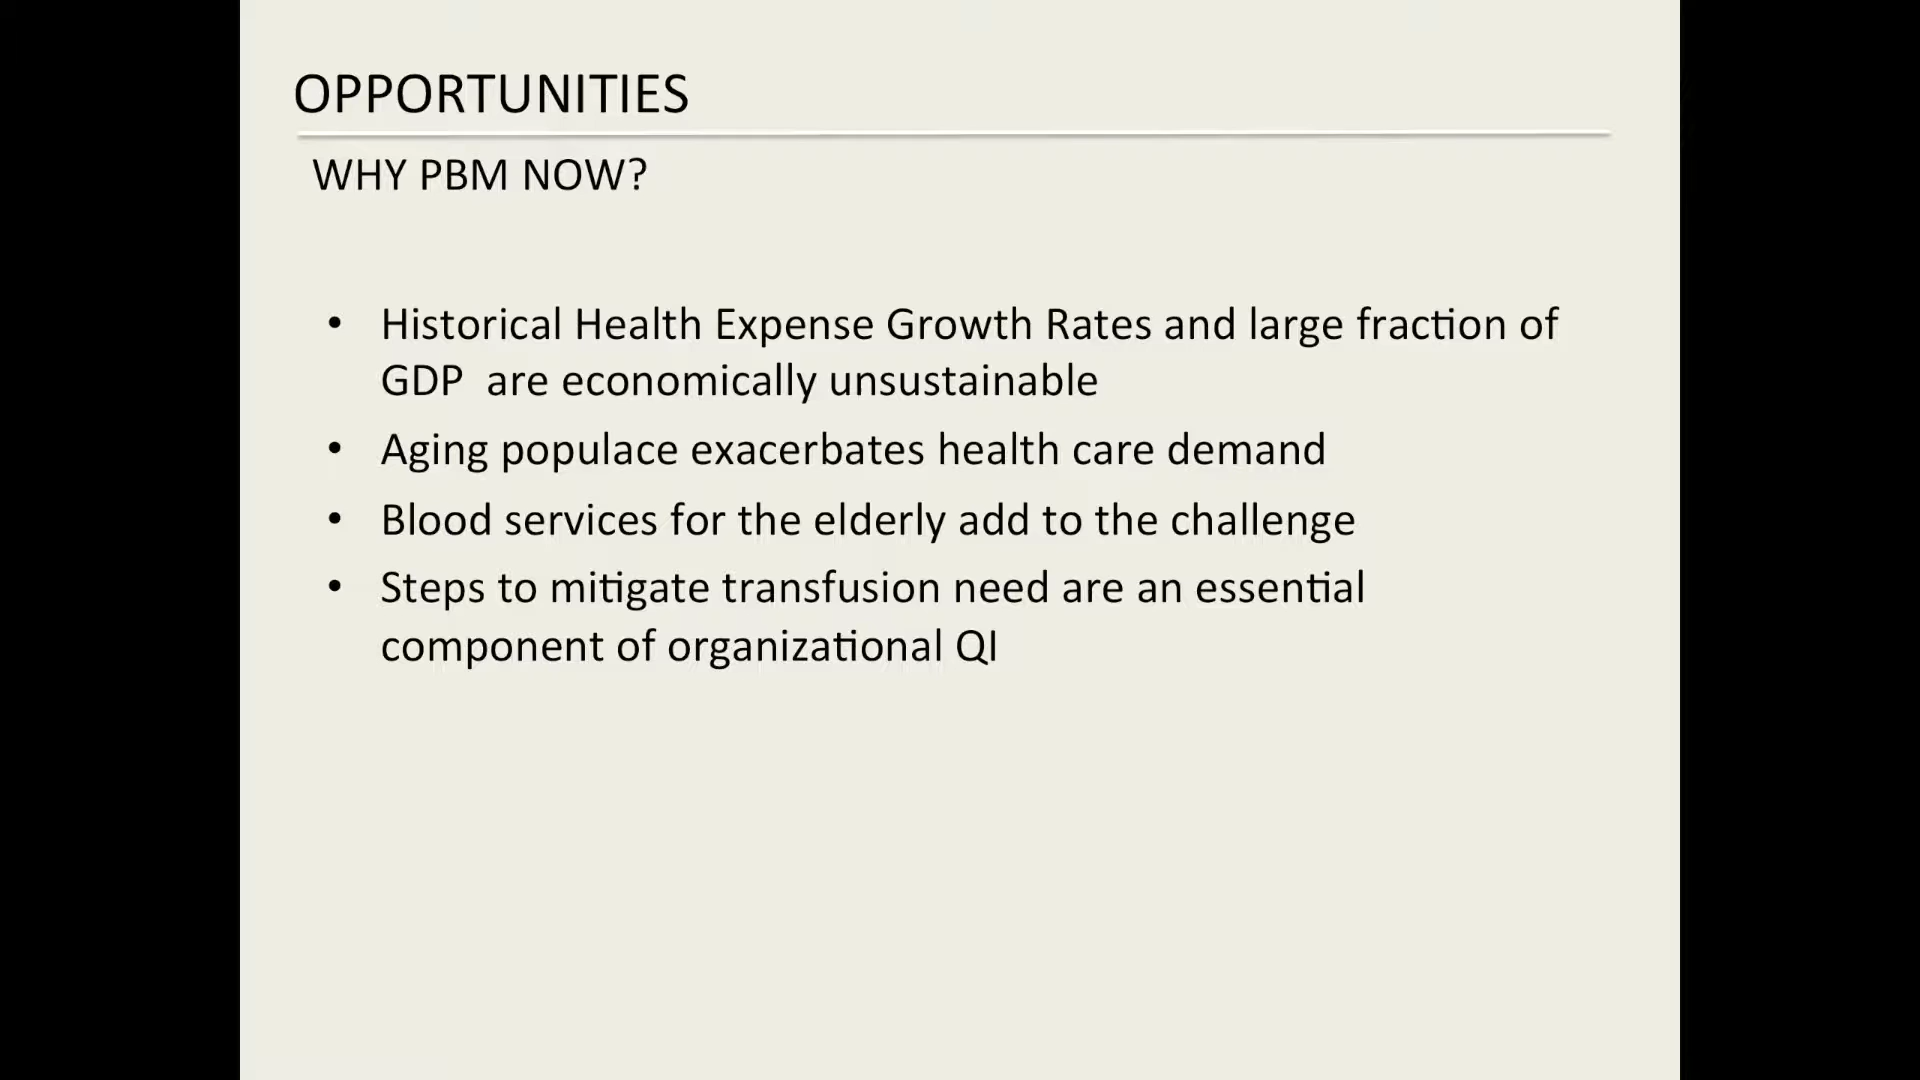 OPPORTUNITIES
WHY PBM NOW?
• Historical Health Expense Growth Rates and large fraction of
GDP  are economically unsustainable
• Aging populace exacerbates health care demand
• Blood services for the elderly add to the challenge
• Steps to mitigate transfusion need are an essential
component of organizational QI